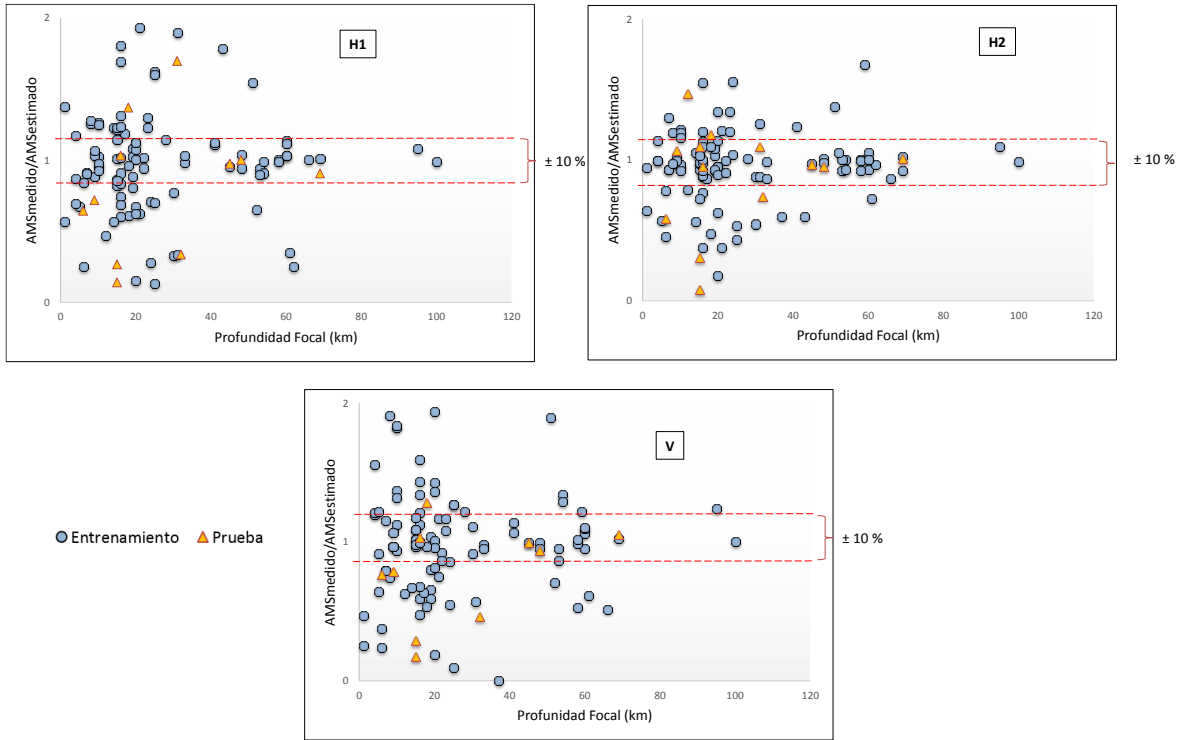 2
H1
AMSmedido/AMSestimado
1
± 10 %
0
0 20 40 60 80 100 120
Profundidad Focal (km)
2
H2
AMSmedido/AMSestimado
1
± 10 %
0
0 20 40 60 80 100 120
Profundidad Focal (km)
2
V
AMSmedido/AMSestimado
1
± 10 %
0
0 20 40 60 80 100 120
Profunidad Focal (km)
Entrenamiento Prueba